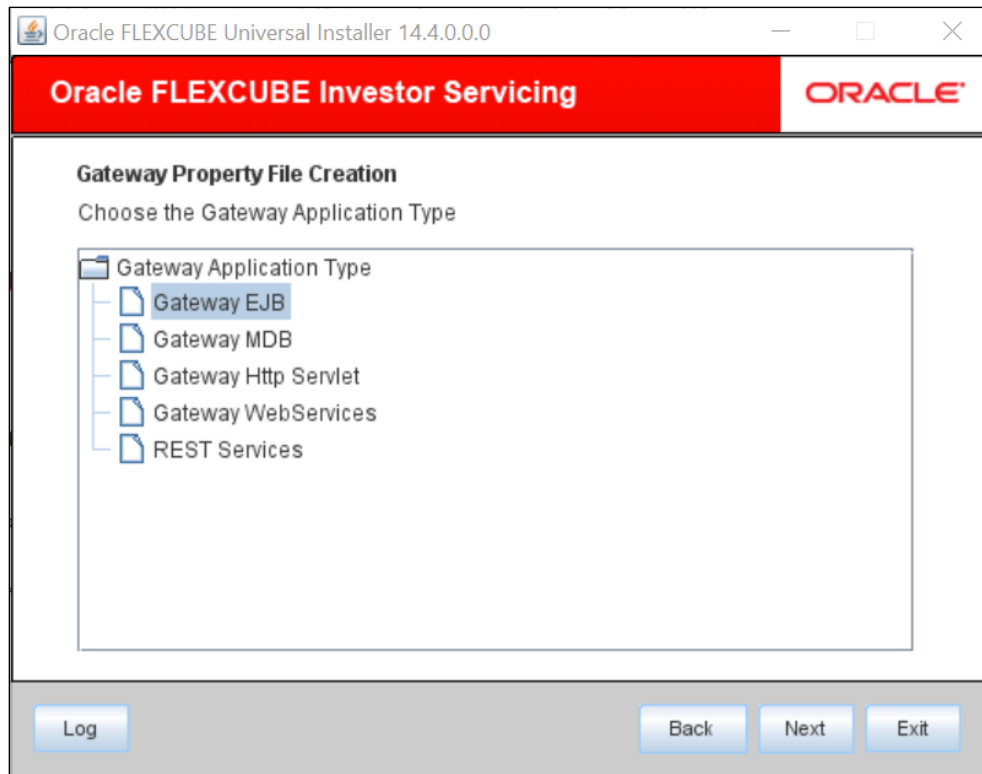 Oracle FLEXCUBE Universal Installer 14.4.0.0.0
Oracle FLEXCUBE Investor Servicing
ORACLE
Gateway Property File Creation
Choose the Gateway Application Type
Gateway Application Type
Gateway EJB
Gateway MDB
Gateway Http Servlet
Gateway WebServices
REST Services
Log Back Next Exit